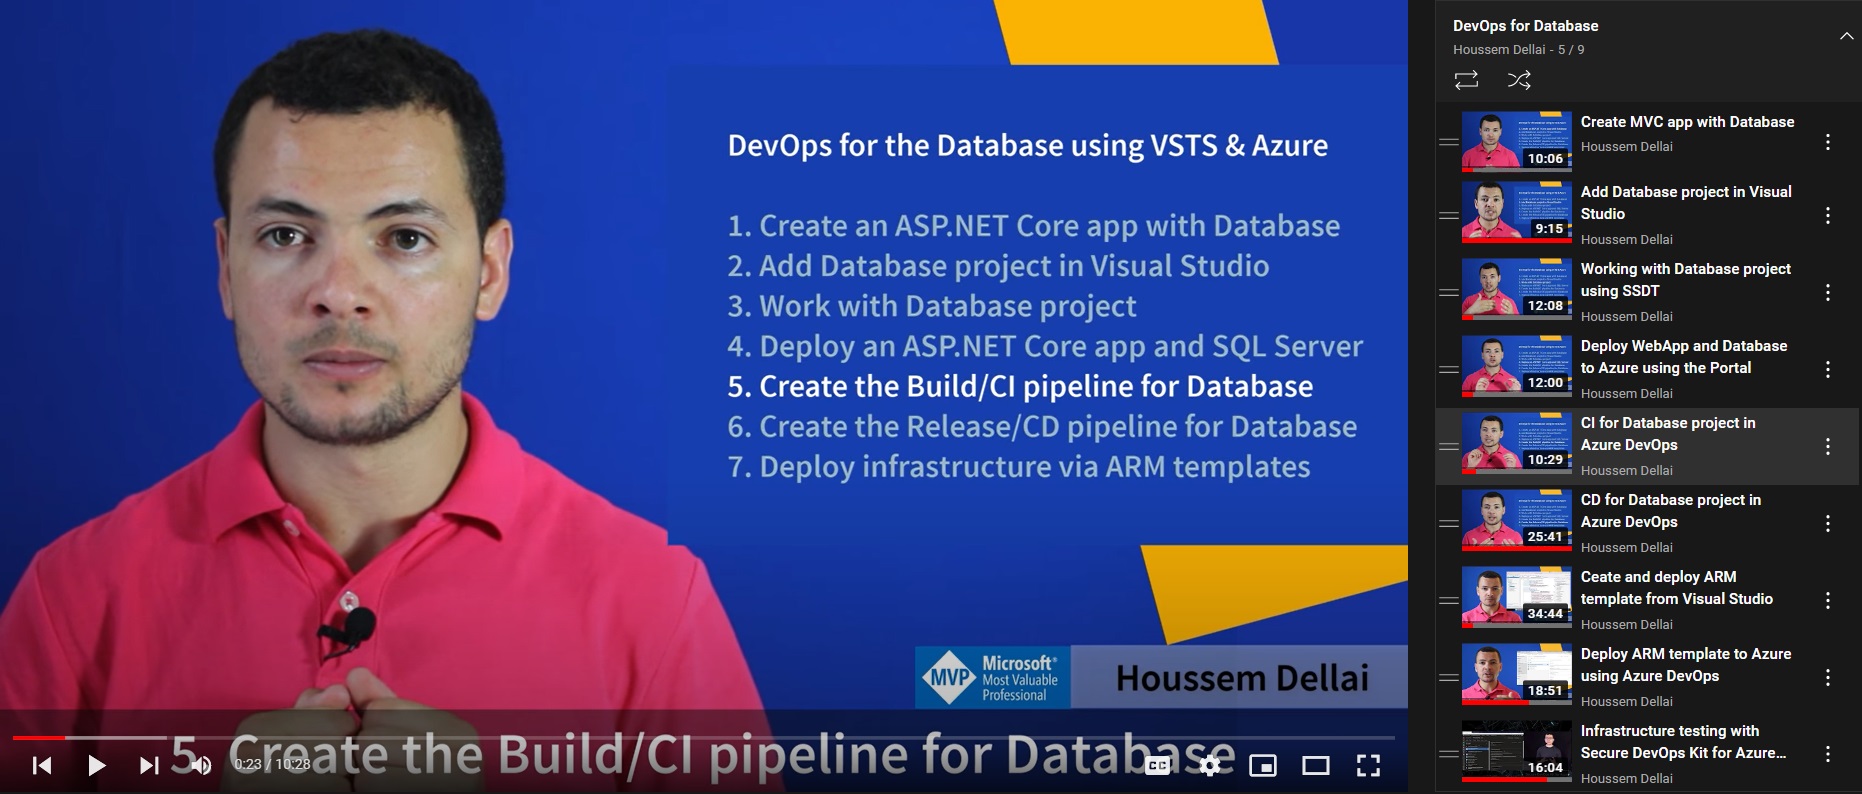 DevOps for the Database using VSTS & Azure
1. Create an ASP.NET Core app with Database
2. Add Database project in Visual Studio
3. Work with Database project
4. Deploy an ASP.NET Core app and SQL Server
5. Create the Build/CI pipeline for Database
6. Create the Release/CD pipeline for Database
7. Deploy infrastructure via ARM templates
MVP
Microsoft®
Most Valuable
Professional
Houssem Dellai
5. Create the Build/CI pipeline for Database
0:23 / 10:28
CC
DevOps for Database
Houssem Dellai - 5 / 9
10:06
Create MVC app with Database
Houssem Dellai
9:15
Add Database project in Visual
Studio
Houssem Dellai
12:08
Working with Database project
using SSDT
Houssem Dellai
12:00
Deploy WebApp and Database
to Azure using the Portal
Houssem Dellai
10:29
CI for Database project in
Azure DevOps
Houssem Dellai
25:41
CD for Database project in
Azure DevOps
Houssem Dellai
34:44
Ceate and deploy ARM
template from Visual Studio
Houssem Dellai
18:51
Deploy ARM template to Azure
using Azure DevOps
Houssem Dellai
16:04
Infrastructure testing with
Secure DevOps Kit for Azure...
Houssem Dellai